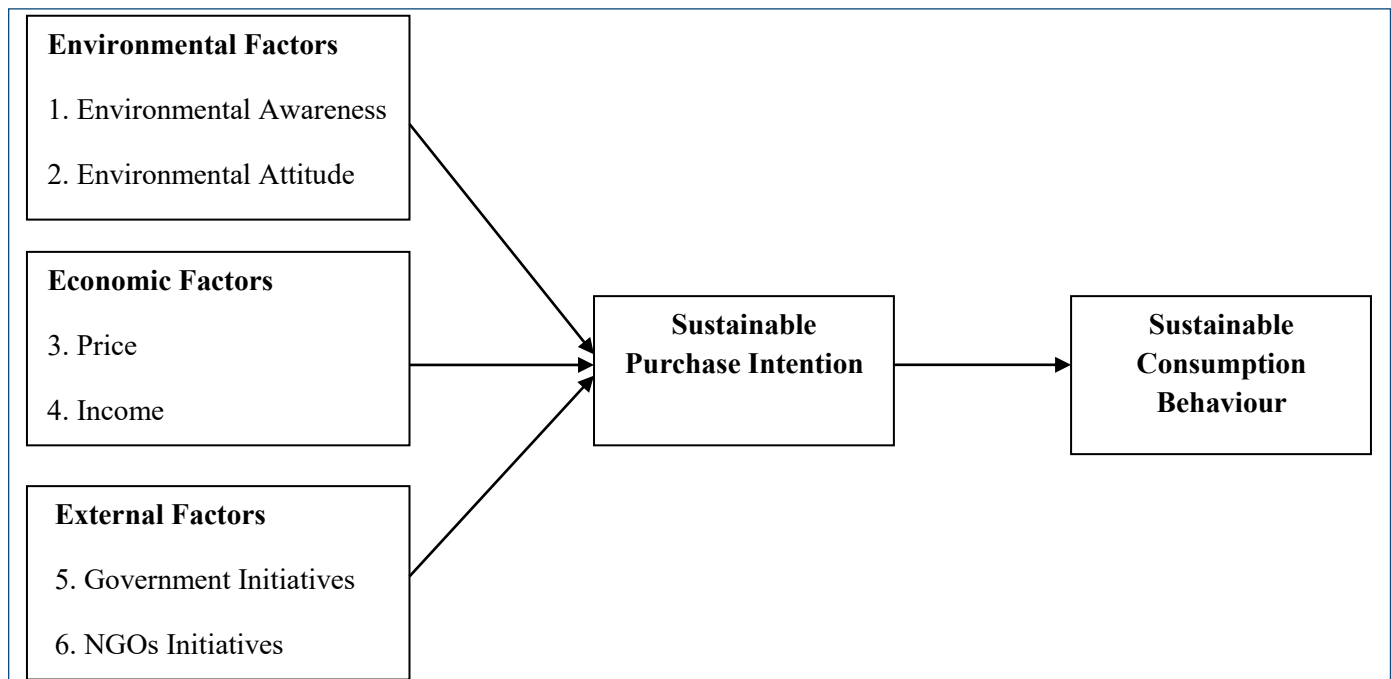 Environmental Factors
1. Environmental Awareness
2. Environmental Attitude
Economic Factors
3. Price
4. Income
External Factors
5. Government Initiatives
6. NGOs Initiatives
Sustainable
Purchase Intention
Sustainable
Consumption
Behaviour